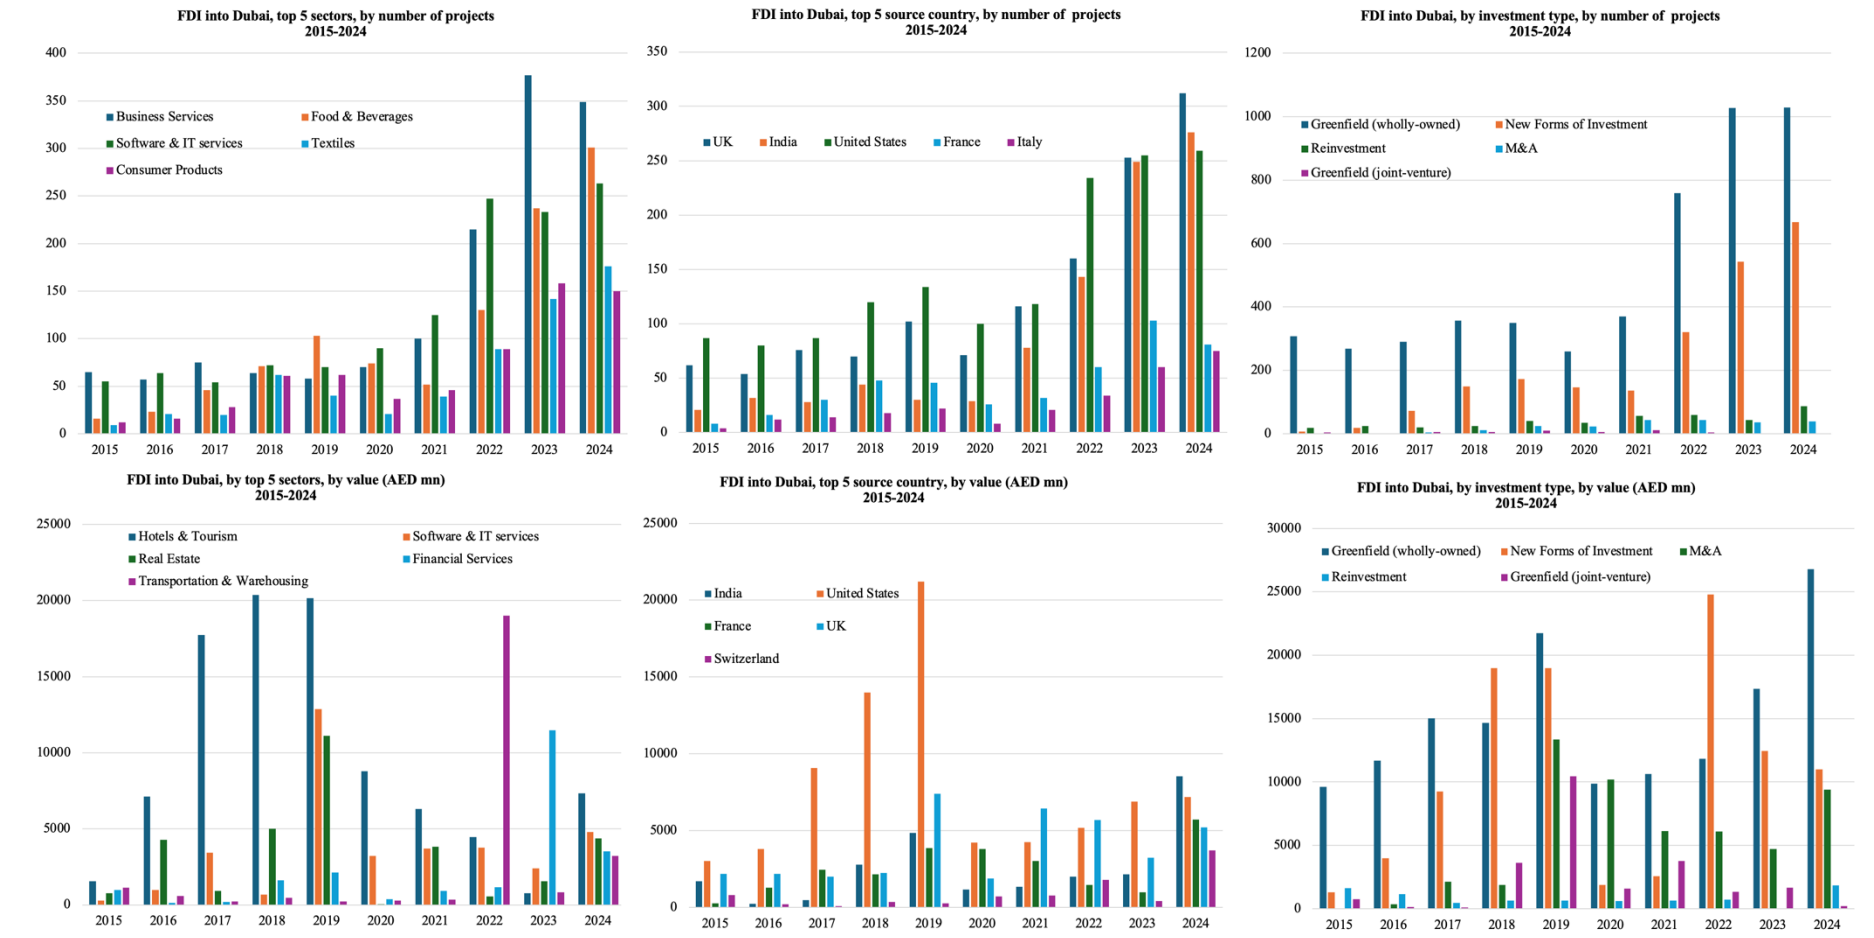 FDI into Dubai, top 5 sectors, by number of projects
2015-2024
400
350
300
250
200
150
100
50
0
Business Services
Food & Beverages
Software & IT services
Textiles
Consumer Products
2015 2016 2017 2018 2019 2020 2021 2022 2023 2024
FDI into Dubai, top 5 source country, by number of projects
2015-2024
350
300
250
200
150
100
50
0
UK India United States France Italy
2015 2016 2017 2018 2019 2020 2021 2022 2023 2024
FDI into Dubai, by investment type, by number of projects
2015-2024
1200
1000
800
600
400
200
0
Greenfield (wholly-owned)
New Forms of Investment
Reinvestment
M&A
Greenfield (joint-venture)
2015 2016 2017 2018 2019 2020 2021 2022 2023 2024
FDI into Dubai, by top 5 sectors, by value (AED mn)
2015-2024
25000
20000
15000
10000
5000
0
Hotels & Tourism
Software & IT services
Real Estate
Financial Services
Transportation & Warehousing
2015 2016 2017 2018 2019 2020 2021 2022 2023 2024
FDI into Dubai, top 5 source country, by value (AED mn)
2015-2024
25000
20000
15000
10000
5000
0
India
United States
France
UK
Switzerland
2015 2016 2017 2018 2019 2020 2021 2022 2023 2024
FDI into Dubai, by investment type, by value (AED mn)
2015-2024
30000
25000
20000
15000
10000
5000
0
Greenfield (wholly-owned)
New Forms of Investment
M&A
Reinvestment
Greenfield (joint-venture)
2015 2016 2017 2018 2019 2020 2021 2022 2023 2024